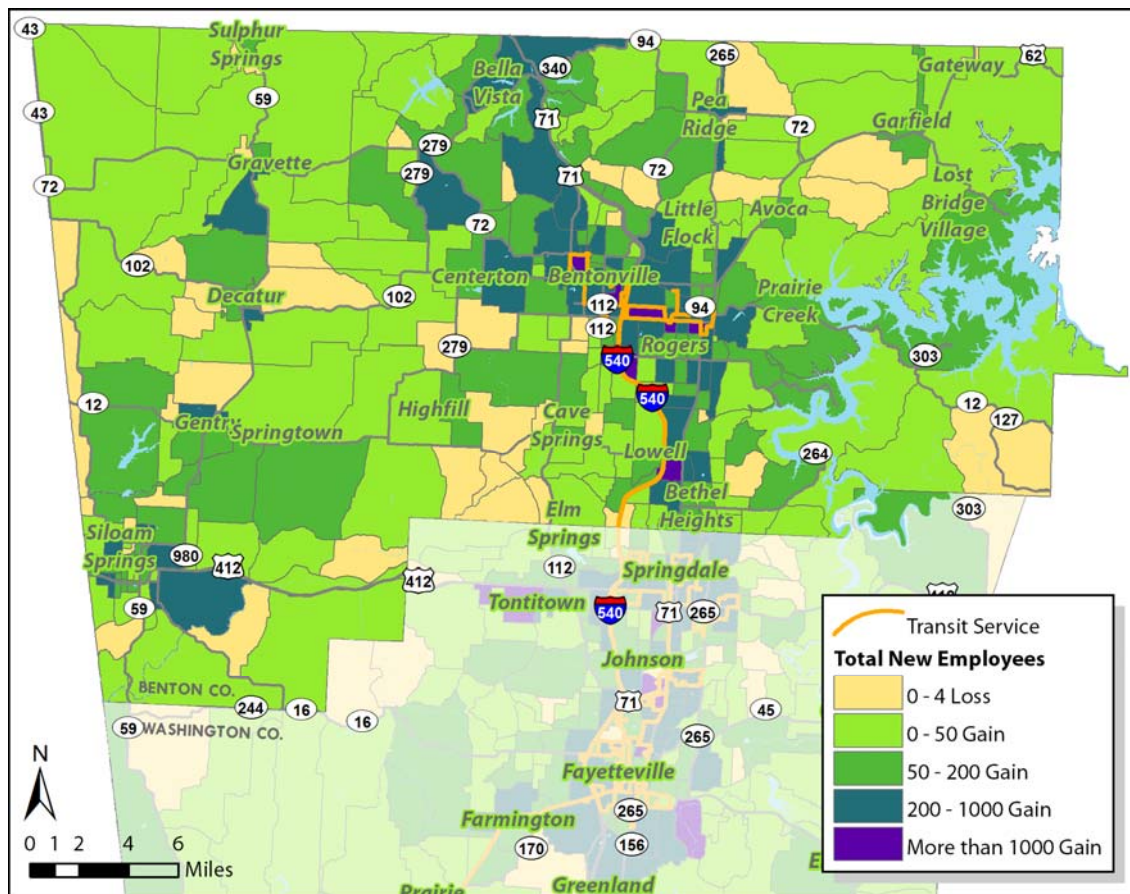 43
Sulphur
Springs
94
265
62
Gateway
340
Bella
Vista
59
43
71
Pea
Ridge
Garfield
72
279
Gravette
279
72
71
72
Lost
Bridge
Village
Little
Flock
Avoca
72
102
Centerton
Bentonville
Prairie
Creek
Decatur
102
112
94
112
279
Rogers
540
303
540
12
Highfill
Cave
Springs
12
127
Gentry
Springtown
Lowell
264
Bethel
Heights
Elm
Springs
303
Siloam
Springs
980
412
412
112
Springdale
Tontitown
540
71
265
59
Johnson
BENTON CO.
244
16
71
59
WASHINGTON CO.
16
45
265
Fayetteville
Farmington
265
170
156
Greenland
Prairie
N
0 1 2 4 6
Miles
Transit Service
Total New Employees
0 - 4 Loss
0 - 50 Gain
50 - 200 Gain
200 - 1000 Gain
More than 1000 Gain